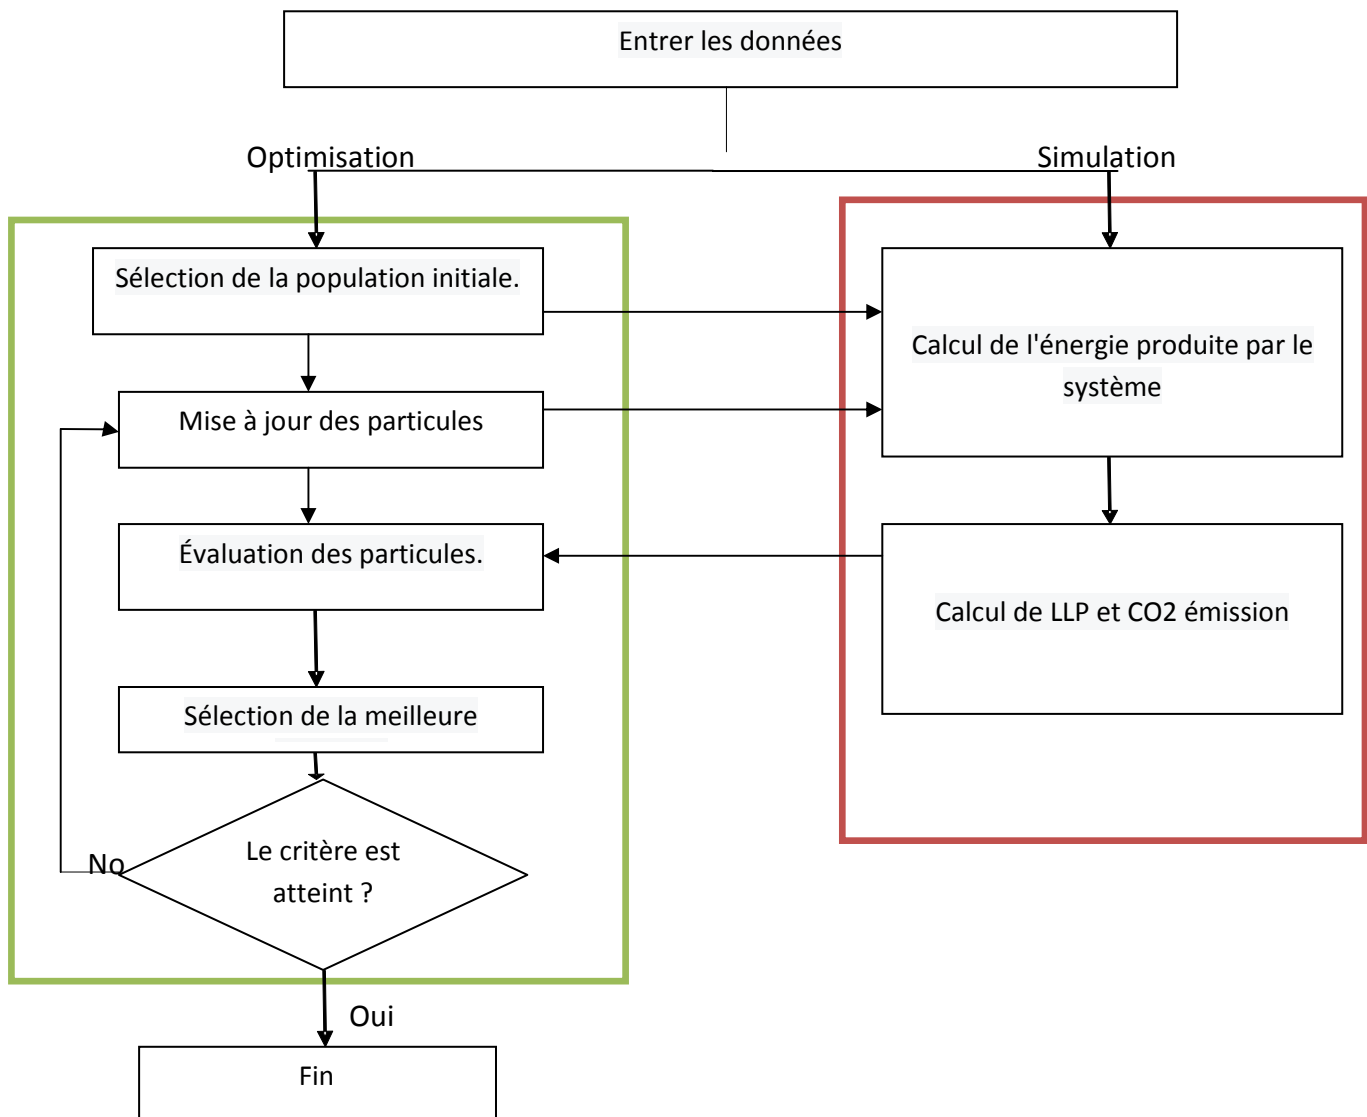 Entrer les données
Optimisation
Simulation
Sélection de la population initiale.
Calcul de l'énergie produite par le
système
Mise à jour des particules
Évaluation des particules.
Calcul de LLP et CO2 émission
Sélection de la meilleure
Le critère est
atteint ?
No
Oui
Fin